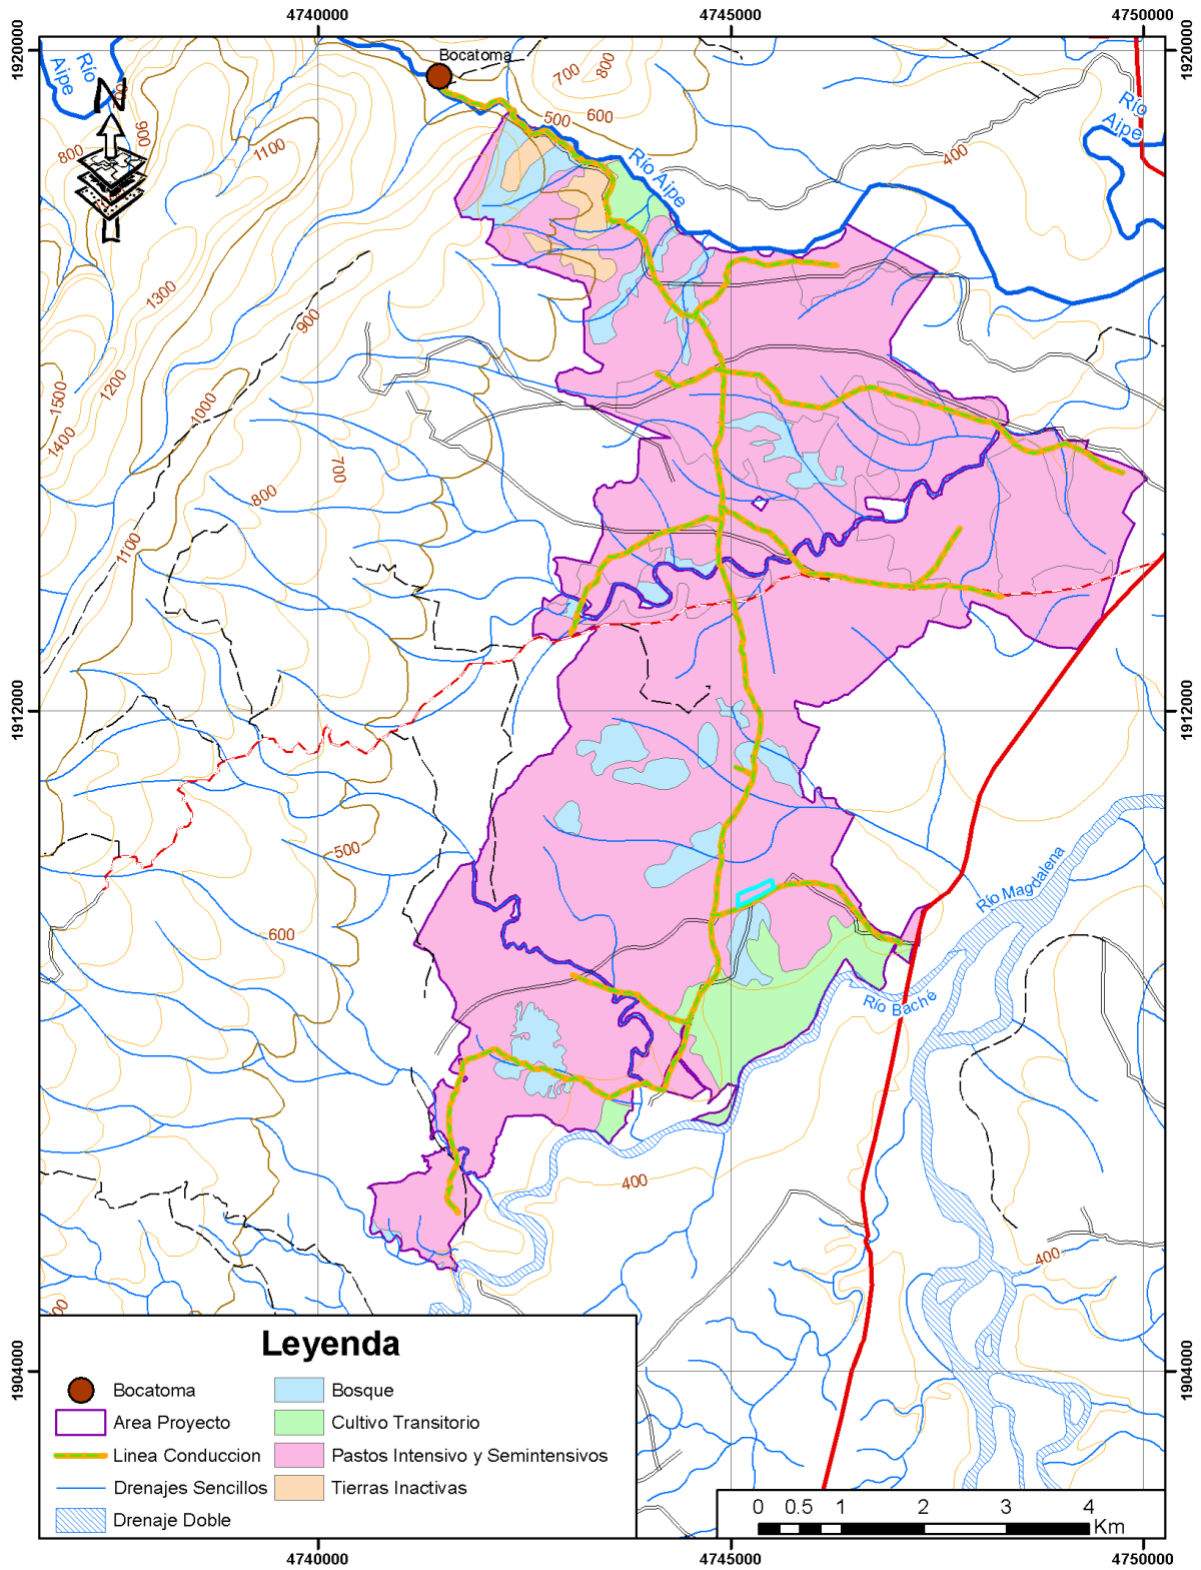 4740000
4745000
4750000
1920000
1920000
Río
Aipe
Bocatoma
700
800
500
600
N
900
800
1100
Río
Aipe
400
Río Aipe
1300
900
1500
1200
1400
1000
700
800
1100
1912000
1912000
500
600
Río Magdalena
Río Baché
400
400
Leyenda
Bocatoma
Area Proyecto
Linea Conduccion
Drenajes Sencillos
Drenaje Doble
Bosque
Cultivo Transitorio
Pastos Intensivo y Semintensivos
Tierras Inactivas
1904000
1904000
0 0.5 1 2 3 4
Km
4740000
4745000
4750000